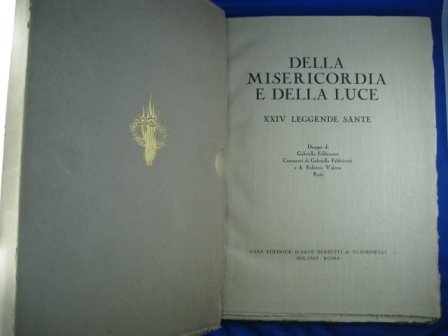 DELLA
MISERICORDIA
E DELLA LUCE
XXIV LEGGENDE SANTE
Disegni di
Gabriella Fabbricotti
Commenti di Gabriella Fabbricotti
e di Federico Valerio
Ratti
CASA EDITRICE D'ARTE BESTETTI & TUMMINELLI
MILANO - ROMA